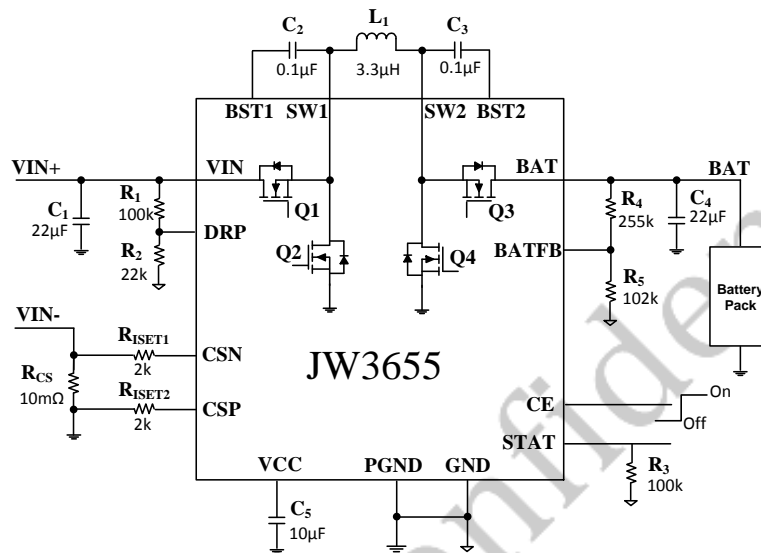 C2
L1
C3
0.1μF
3.3μH
0.1μF
BST1
SW1
SW2
BST2
VIN+
VIN
BAT
BAT
C1
22μF
R1
100k
Q1
Q3
R4
255k
C4
22μF
DRP
R2
22k
Q2
Q4
BATFB
R5
102k
Battery
Pack
VIN-
RISET1
2k
CSN
RCS
10mΩ
RISET2
2k
CSP
JW3655
CE
On
Off
STAT
VCC
PGND
GND
R3
100k
C5
10μF